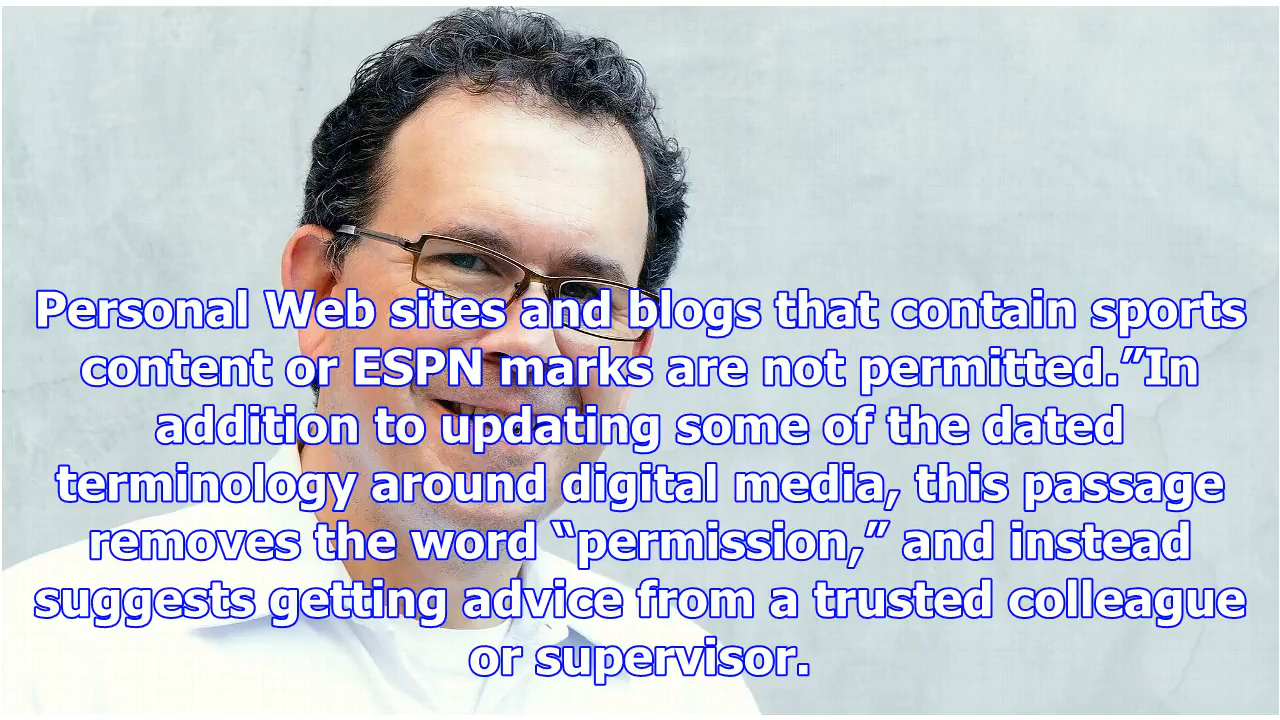 Personal Web sites and blogs that contain sports
content or ESPN marks are not permitted.”In
addition to updating some of the dated
terminology around digital media, this passage
removes the word “permission,” and instead
suggests getting advice from a trusted colleague
or supervisor.